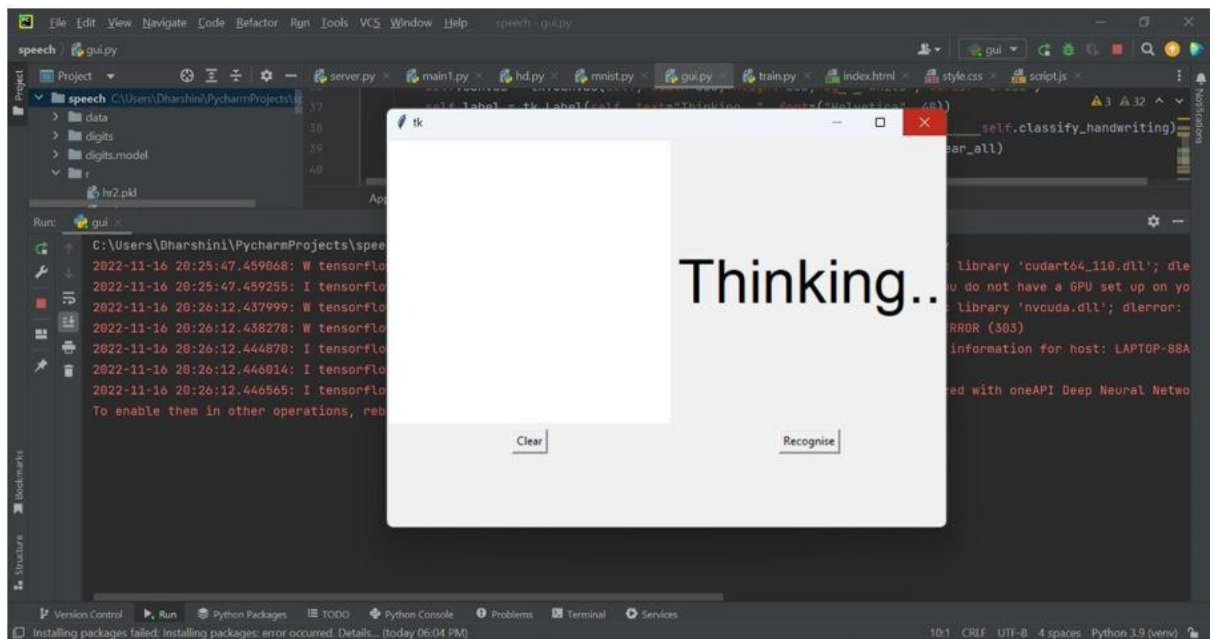 File Edit View Navigate Code Refactor Run Tools VCS Window Help speech - gui.py
speech gui.py gui
Project server.py main1.py hd.py mnist.py gui.py train.py index.html style.css script.js
speech C:\Users\Dharshini\PycharmProjects\
data
digits
digits.model
r
hr2.pkl
37
38
39
40
self.label = tk.Label(self, text="Thinking..", font=("Helvetica", 48))
self.classify_handwriting)
ear_all)
3 32
Notifications
Run: gui
C:\Users\Dharshini\PycharmProjects\spee
2022-11-16 20:25:47.459068: W tensorflo library 'cudart64_110.dll'; dle
2022-11-16 20:25:47.459255: I tensorflo u do not have a GPU set up on yo
2022-11-16 20:26:12.437999: W tensorflo library 'nvcuda.dll'; dlerror:
2022-11-16 20:26:12.438278: W tensorflo RROR (303)
2022-11-16 20:26:12.444870: I tensorflo information for host: LAPTOP-88A
2022-11-16 20:26:12.446014: I tensorflo
2022-11-16 20:26:12.446565: I tensorflo ed with oneAPI Deep Neural Netwo
To enable them in other operations, reb
tk
Thinking..
Clear Recognise
Project
Bookmarks
Structure
Version Control Run Python Packages TODO Python Console Problems Terminal Services
Installing packages failed: Installing packages: error occurred. Details... (today 06:04 PM) 10:1 CRLF UTF-8 4 spaces Python 3.9 (venv)